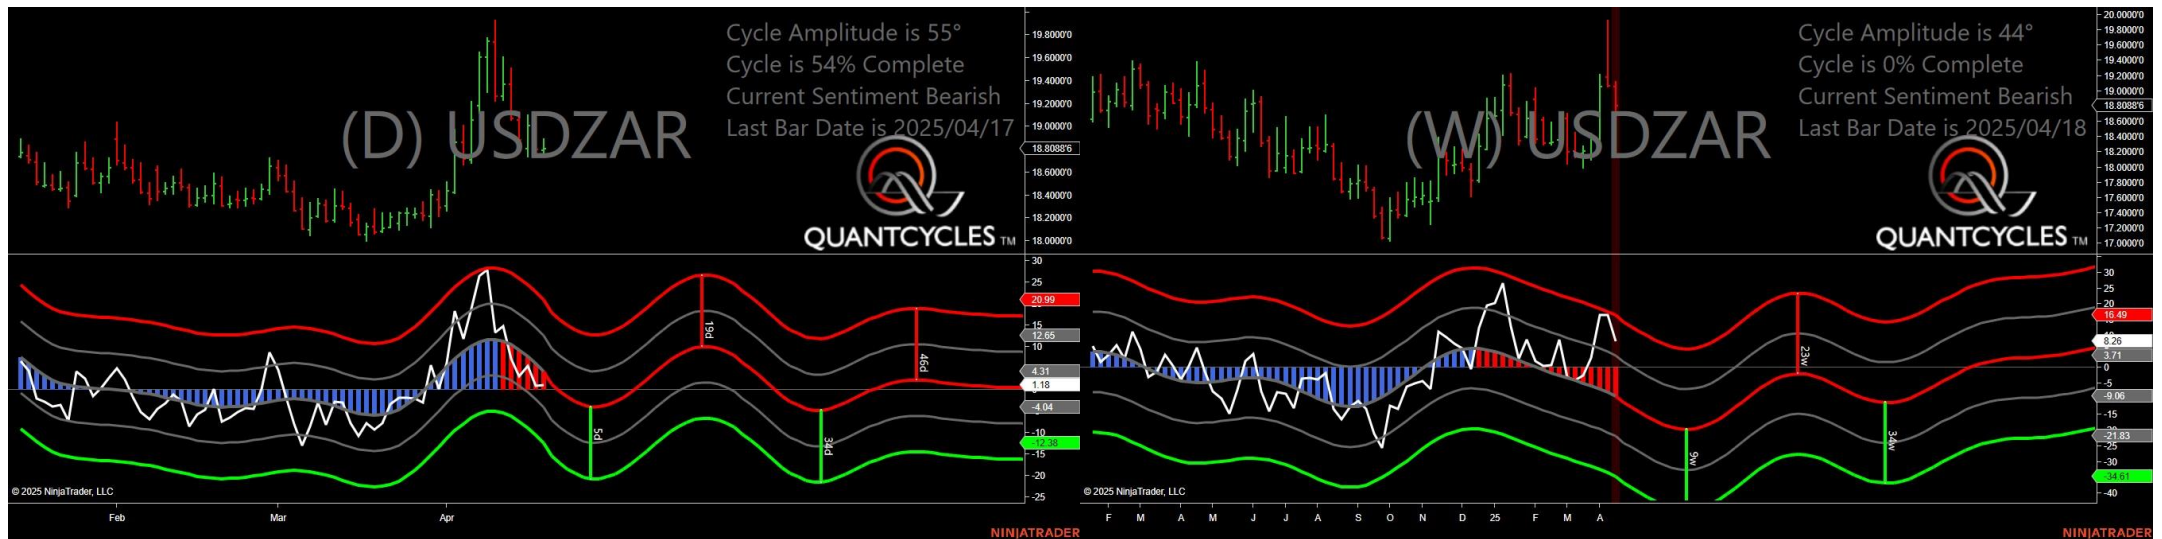 Cycle Amplitude is 55°
Cycle is 54% Complete
Current Sentiment Bearish
Last Bar Date is 2025/04/17
(D) USDZAR
QUANTCYCLES TM
19.8000'0
19.6000'0
19.4000'0
19.2000'0
19.0000'0
18.8088'6
18.6000'0
18.4000'0
18.2000'0
18.0000'0
30
25
20.99
15
12.65
10
4.31
1.18
-4.04
-10
-12.38
-15
-20
-25
5d
19d
34d
46d
© 2025 NinjaTrader, LLC
Feb
Mar
Apr
NINJATRADER
Cycle Amplitude is 44°
Cycle is 0% Complete
Current Sentiment Bearish
Last Bar Date is 2025/04/18
(W) USDZAR
QUANTCYCLES TM
20.0000'0
19.8000'0
19.6000'0
19.4000'0
19.2000'0
19.0000'0
18.8088'6
18.6000'0
18.4000'0
18.2000'0
18.0000'0
17.8000'0
17.6000'0
17.4000'0
17.2000'0
17.0000'0
30
25
20
16.49
8.26
3.71
0
-5
-9.06
-15
-21.83
-25
-30
-34.61
-40
9w
23w
34w
© 2025 NinjaTrader, LLC
F
M
A
M
J
J
A
S
O
N
D
25
F
M
A
NINJATRADER